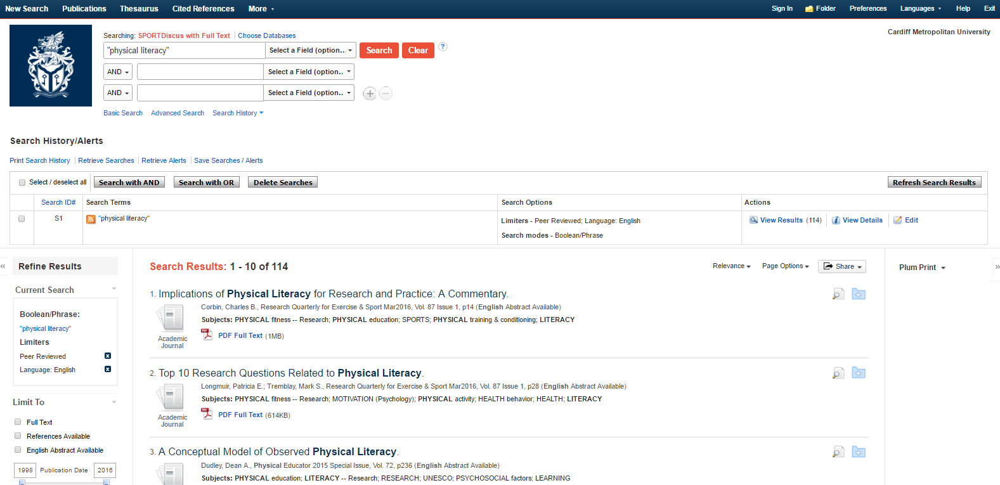 New Search Publications Thesaurus Cited References More Sign In Folder Preferences Languages Help Exit
Searching: SPORTDiscus with Full Text Choose Databases Cardiff Metropolitan University
"physical literacy" Select a Field (option... Search Clear ?
AND Select a Field (option..
AND Select a Field (option..
Basic Search Advanced Search Search History
Search History/Alerts
Print Search History Retrieve Searches Retrieve Alerts Save Searches / Alerts
Select / deselect all Search with AND Search with OR Delete Searches Refresh Search Results
Search ID# Search Terms Search Options Actions
S1 "physical literacy" Limiters - Peer Reviewed; Language: English View Results (114) View Details Edit
Search modes - Boolean/Phrase
« Refine Results Search Results: 1 - 10 of 114 Relevance Page Options Share Plum Print »
Current Search
Boolean/Phrase:
"physical literacy"
Limiters
Peer Reviewed
Language: English
Limit To
Full Text
References Available
English Abstract Available
1998 Publication Date 2016
1. Implications of Physical Literacy for Research and Practice: A Commentary.
Corbin, Charles B., Research Quarterly for Exercise & Sport Mar2016, Vol. 87 Issue 1, p14 (English Abstract Available)
Subjects: PHYSICAL fitness -- Research; PHYSICAL education; SPORTS; PHYSICAL training & conditioning; LITERACY
PDF Full Text (1MB)
Academic
Journal
2. Top 10 Research Questions Related to Physical Literacy.
Longmuir, Patricia E.; Tremblay, Mark S., Research Quarterly for Exercise & Sport Mar2016, Vol. 87 Issue 1, p28 (English Abstract Available)
Subjects: PHYSICAL fitness -- Research; MOTIVATION (Psychology); PHYSICAL activity; HEALTH behavior; HEALTH; LITERACY
PDF Full Text (614KB)
Academic
Journal
3. A Conceptual Model of Observed Physical Literacy.
Dudley, Dean A., Physical Educator 2015 Special Issue, Vol. 72, p236 (English Abstract Available)
Subjects: PHYSICAL education; LITERACY -- Research; RESEARCH; UNESCO; PSYCHOSOCIAL factors; LEARNING